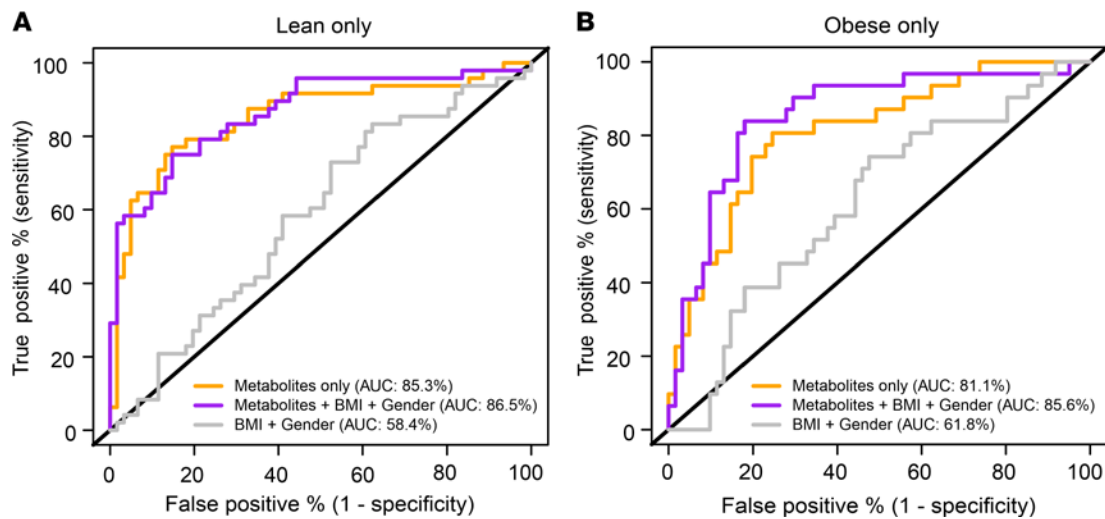 A
Lean only
True positive % (sensitivity)
100
80
60
40
20
0
Metabolites only (AUC: 85.3%)
Metabolites + BMI + Gender (AUC: 86.5%)
BMI + Gender (AUC: 58.4%)
0 20 40 60 80 100
False positive % (1 - specificity)
B
Obese only
True positive % (sensitivity)
100
80
60
40
20
0
Metabolites only (AUC: 81.1%)
Metabolites + BMI + Gender (AUC: 85.6%)
BMI + Gender (AUC: 61.8%)
0 20 40 60 80 100
False positive % (1 - specificity)